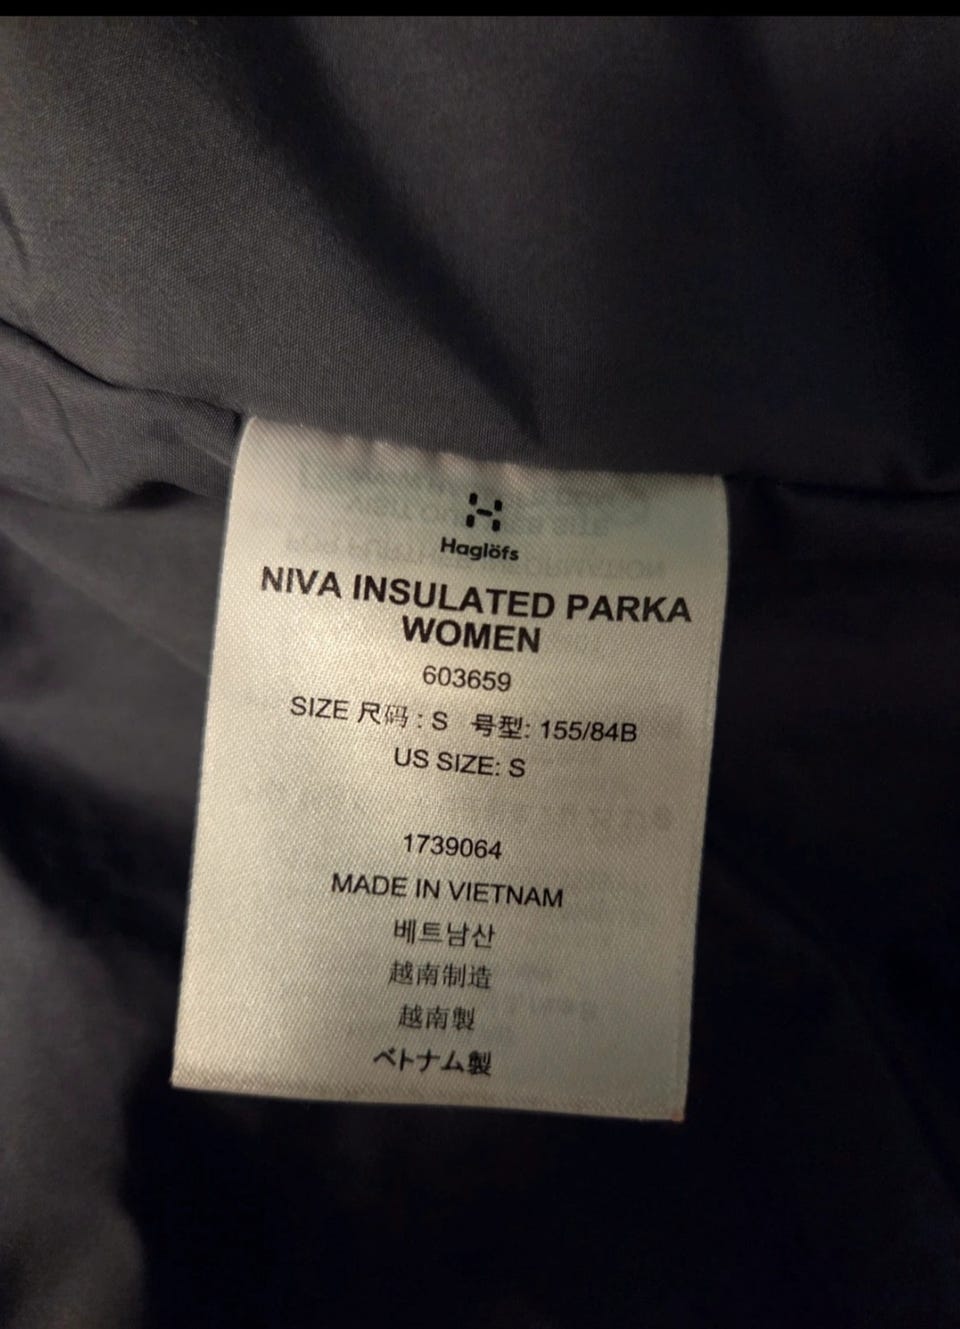 Haglöfs
NIVA INSULATED PARKA
WOMEN
603659
SIZE 尺码 : S 号型: 155/84B
US SIZE: S
1739064
MADE IN VIETNAM
베트남산
越南制造
越南製
ベトナム製